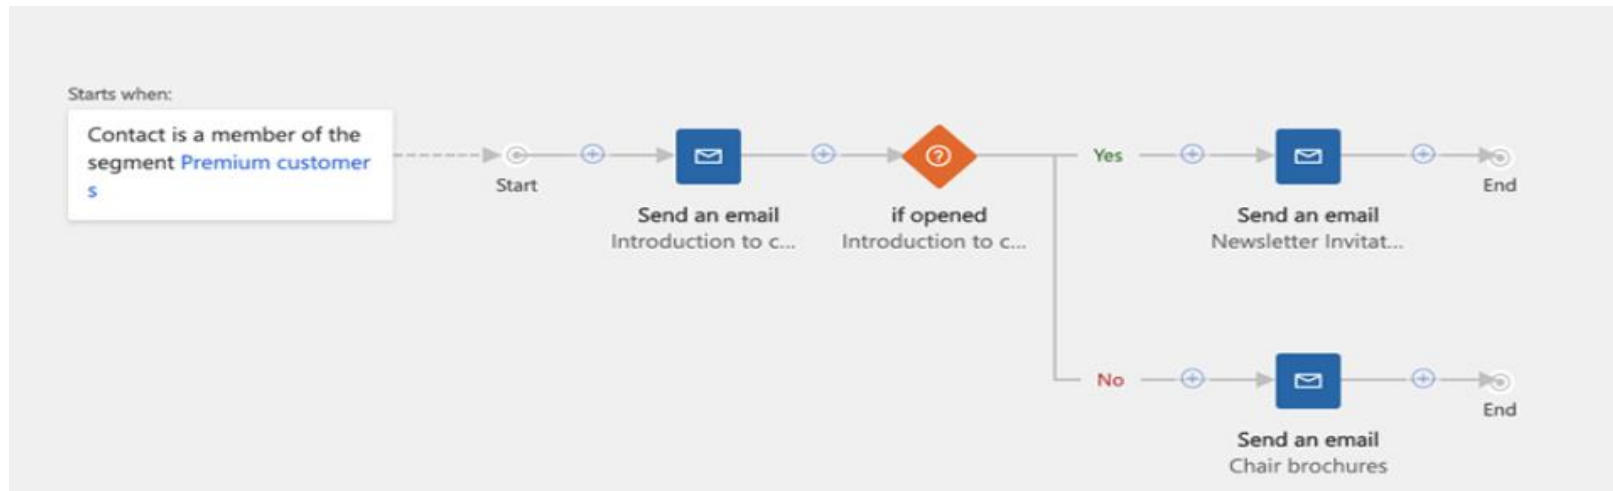 Starts when:
Contact is a member of the
segment Premium customer
s
Start
Send an email
Introduction to c...
if opened
Introduction to c...
Yes
Send an email
Newsletter Invitat...
End
No
Send an email
Chair brochures
End